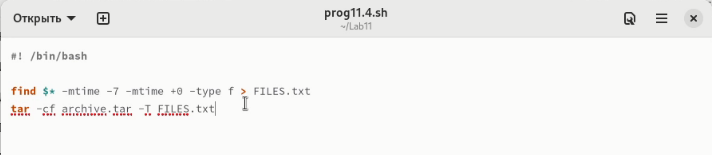 Открыть
prog11.4.sh
~/Lab11
#! /bin/bash
find $* -mtime -7 -mtime +0 -type f > FILES.txt
tar -cf archive.tar -T FILES.txt